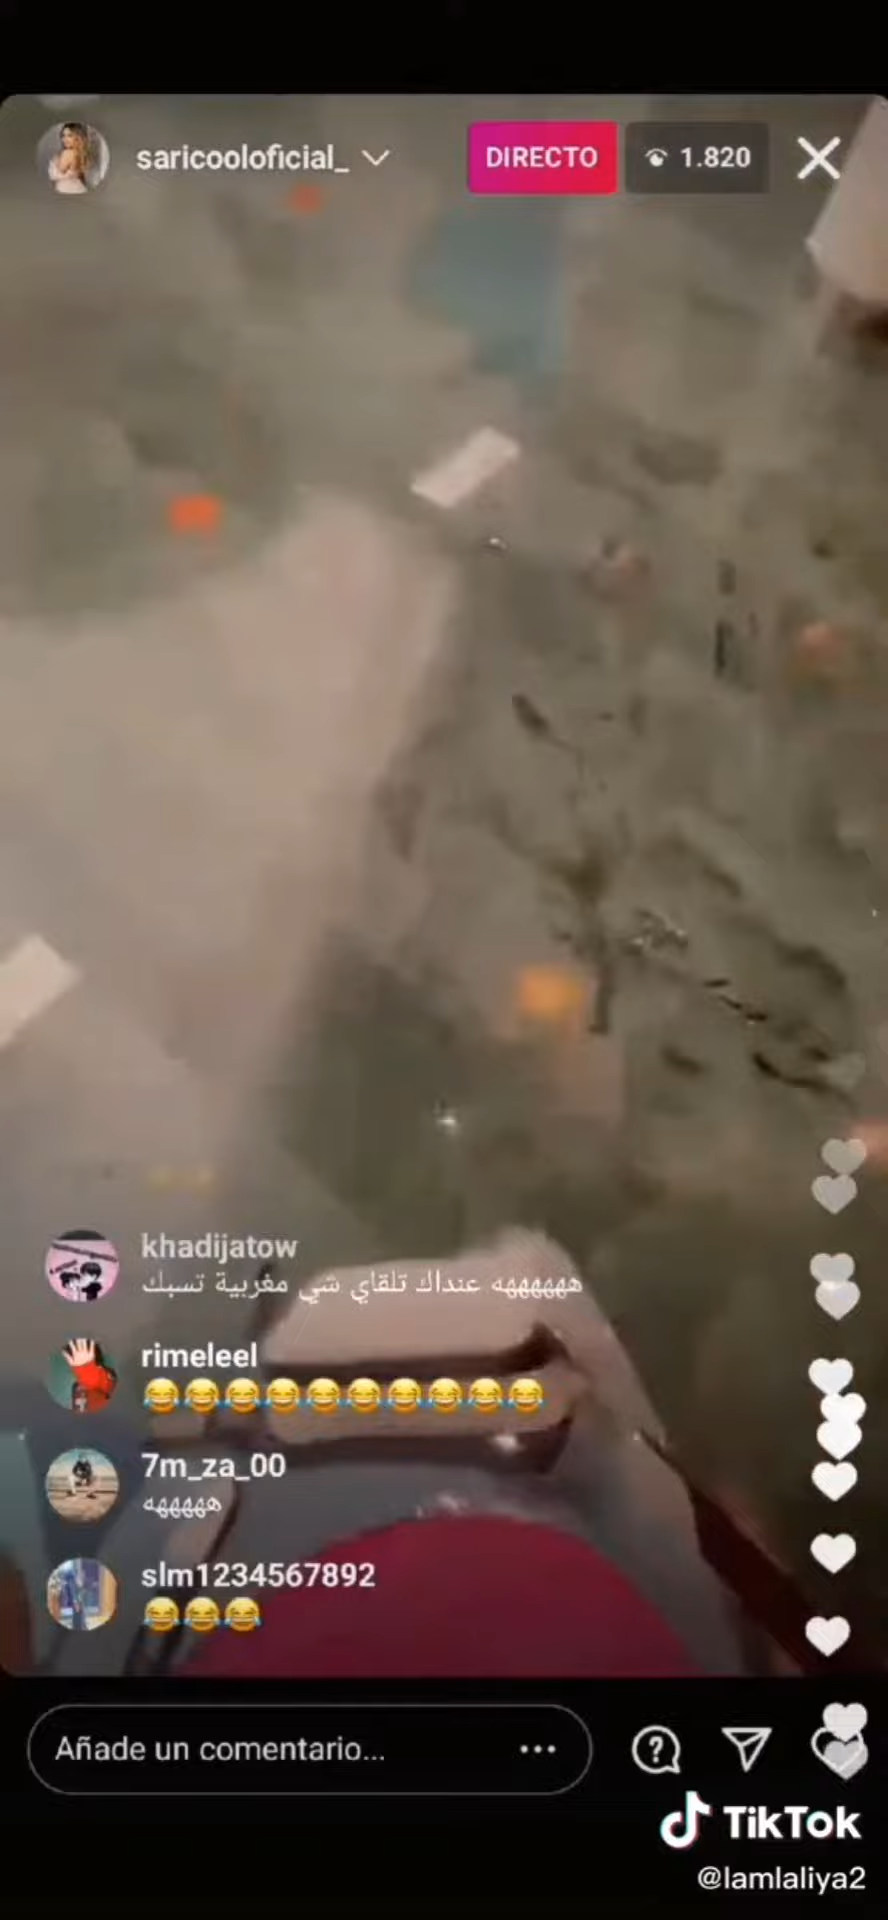 saricooloficial_
DIRECTO
1.820
khadijatow
ههههههه عنداك تلقاي شي مغربية تسبك
rimeleel
😂😂😂😂😂😂😂😂😂😂
7m_za_00
هههههه
slm1234567892
😂😂😂
Añade un comentario...
TikTok
@lamlaliya2